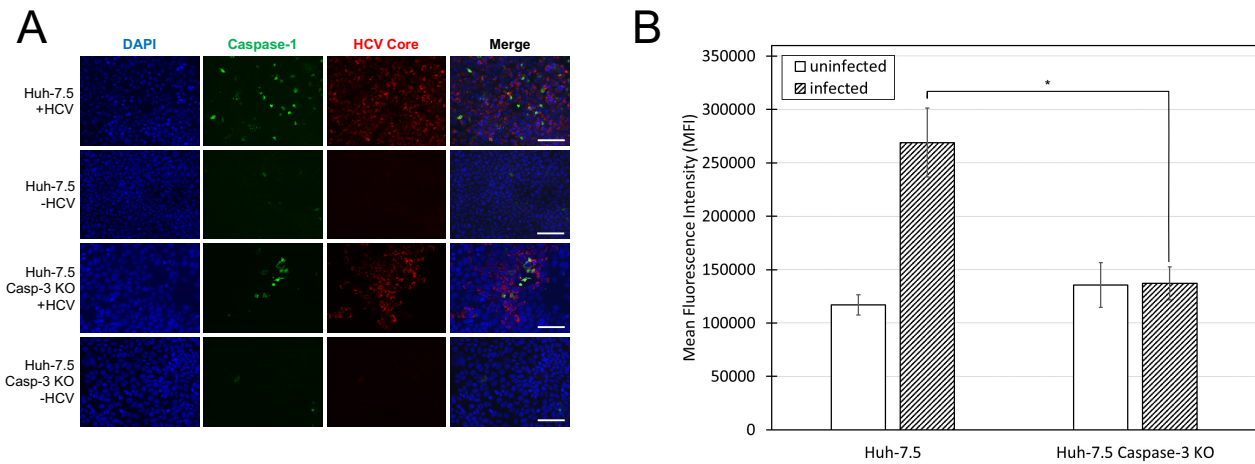 A
DAPI Caspase-1 HCV Core Merge
Huh-7.5
+HCV
Huh-7.5
-HCV
Huh-7.5
Casp-3 KO
+HCV
Huh-7.5
Casp-3 KO
-HCV
B
Mean Fluorescence Intensity (MFI)
350000
300000
250000
200000
150000
100000
50000
0
uninfected
infected
*
Huh-7.5 Huh-7.5 Caspase-3 KO